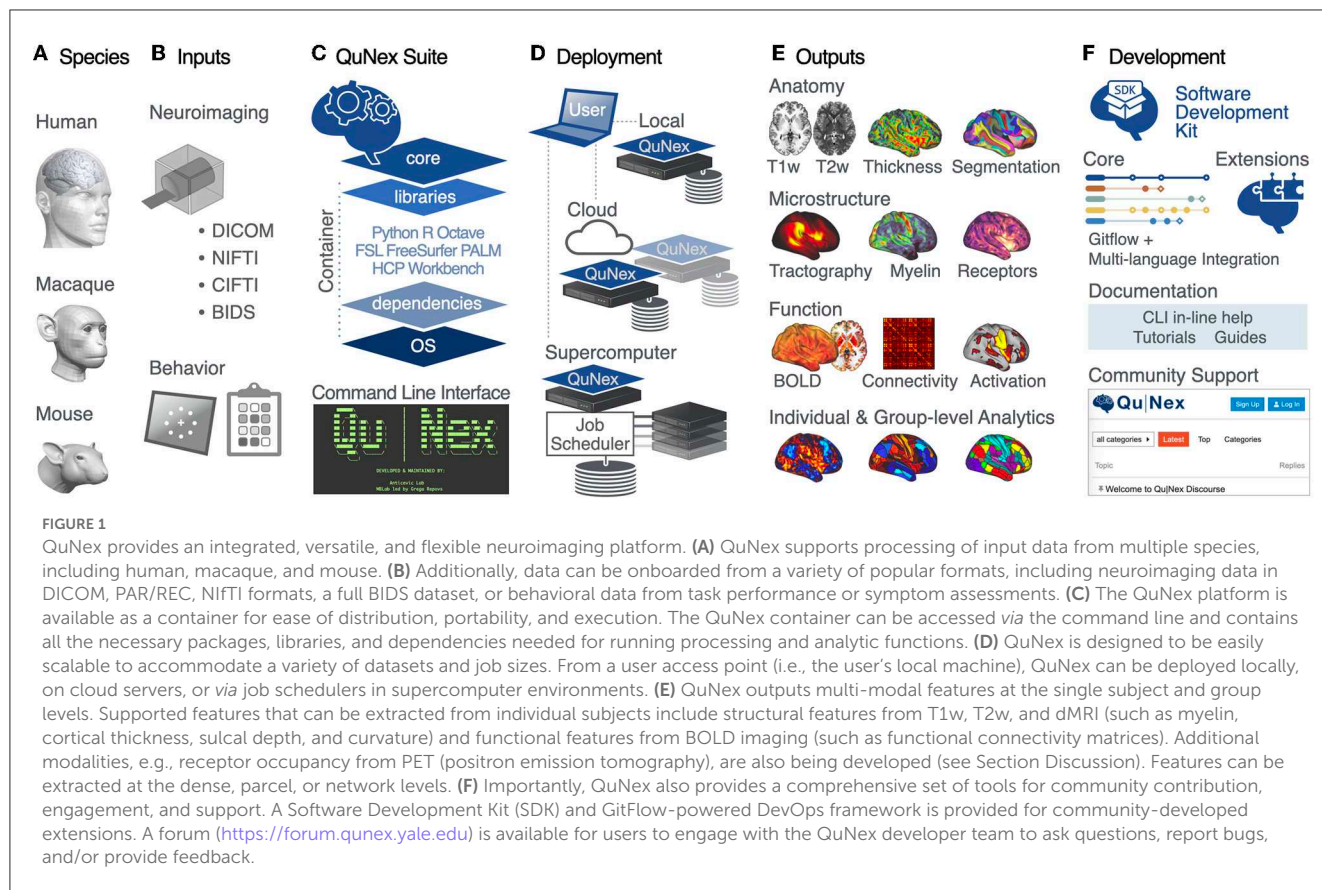 A Species
Human
Macaque
Mouse
B Inputs
Neuroimaging
• DICOM
• NIFTI
• CIFTI
• BIDS
Behavior
C QuNex Suite
core
libraries
Container
Python R Octave
FSL FreeSurfer PALM
HCP Workbench
dependencies
OS
Command Line Interface
Qu|Nex
DEVELOPED & MAINTAINED BY:
Anticevic Lab
MBLab led by Grega Repovs
D Deployment
User
Local
QuNex
Cloud
QuNex
QuNex
Supercomputer
QuNex
Job
Scheduler
E Outputs
Anatomy
T1w T2w Thickness Segmentation
Microstructure
Tractography Myelin Receptors
Function
BOLD Connectivity Activation
Individual & Group-level Analytics
F Development
SDK
Software
Development
Kit
Core Extensions
Gitflow +
Multi-language Integration
Documentation
CLI in-line help
Tutorials Guides
Community Support
Qu|Nex Sign Up Log In
all categories Latest Top Categories
Topic Replies
Welcome to Qu|Nex Discourse
FIGURE 1
QuNex provides an integrated, versatile, and flexible neuroimaging platform. (A) QuNex supports processing of input data from multiple species,
including human, macaque, and mouse. (B) Additionally, data can be onboarded from a variety of popular formats, including neuroimaging data in
DICOM, PAR/REC, NIfTI formats, a full BIDS dataset, or behavioral data from task performance or symptom assessments. (C) The QuNex platform is
available as a container for ease of distribution, portability, and execution. The QuNex container can be accessed via the command line and contains
all the necessary packages, libraries, and dependencies needed for running processing and analytic functions. (D) QuNex is designed to be easily
scalable to accommodate a variety of datasets and job sizes. From a user access point (i.e., the user's local machine), QuNex can be deployed locally,
on cloud servers, or via job schedulers in supercomputer environments. (E) QuNex outputs multi-modal features at the single subject and group
levels. Supported features that can be extracted from individual subjects include structural features from T1w, T2w, and dMRI (such as myelin,
cortical thickness, sulcal depth, and curvature) and functional features from BOLD imaging (such as functional connectivity matrices). Additional
modalities, e.g., receptor occupancy from PET (positron emission tomography), are also being developed (see Section Discussion). Features can be
extracted at the dense, parcel, or network levels. (F) Importantly, QuNex also provides a comprehensive set of tools for community contribution,
engagement, and support. A Software Development Kit (SDK) and GitFlow-powered DevOps framework is provided for community-developed
extensions. A forum (https://forum.qunex.yale.edu) is available for users to engage with the QuNex developer team to ask questions, report bugs,
and/or provide feedback.